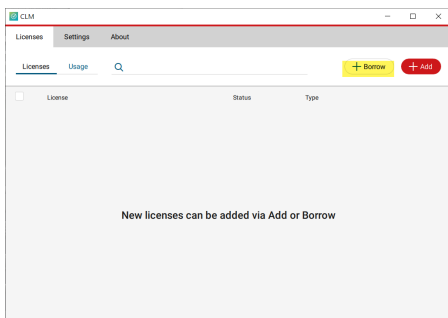 CLM
Licenses Settings About
Licenses Usage + Borrow + Add
License Status Type
New licenses can be added via Add or Borrow